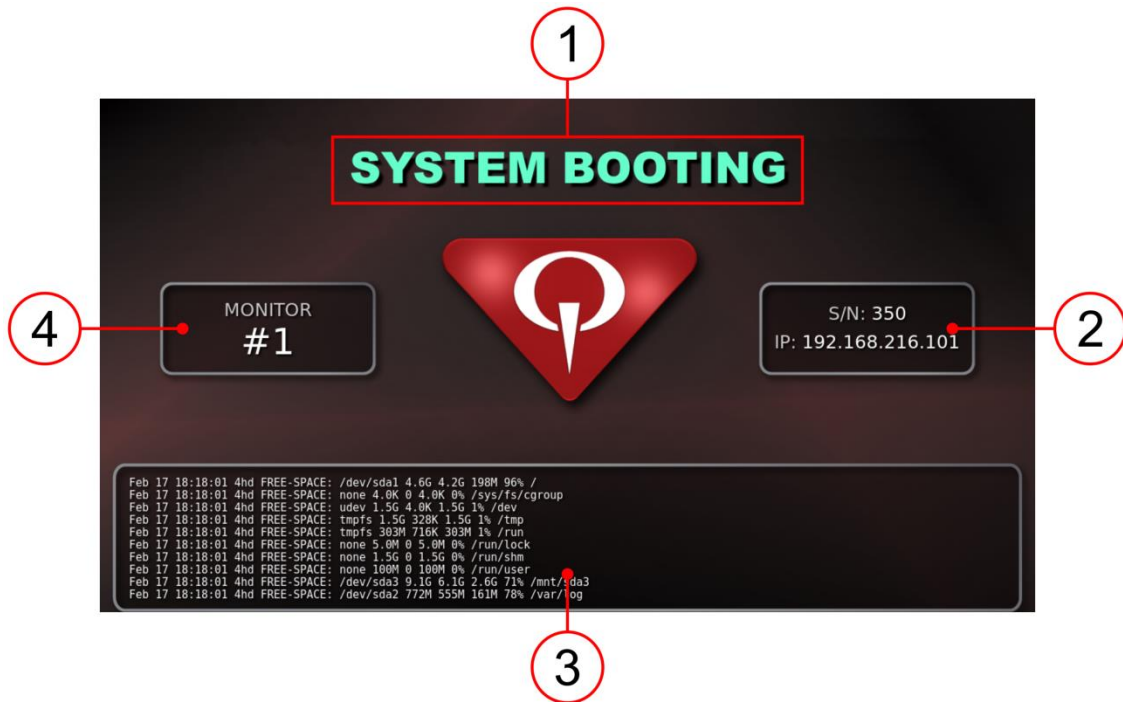 1
SYSTEM BOOTING
4
MONITOR
#1
S/N: 350
IP: 192.168.216.101
2
Feb 17 18:18:01 4hd FREE-SPACE: /dev/sda1 4.6G 4.2G 198M 96% /
Feb 17 18:18:01 4hd FREE-SPACE: none 4.0K 0 4.0K 0% /sys/fs/cgroup
Feb 17 18:18:01 4hd FREE-SPACE: udev 1.5G 4.0K 1.5G 1% /dev
Feb 17 18:18:01 4hd FREE-SPACE: tmpfs 1.5G 328K 1.5G 1% /tmp
Feb 17 18:18:01 4hd FREE-SPACE: tmpfs 303M 716K 303M 1% /run
Feb 17 18:18:01 4hd FREE-SPACE: none 5.0M 0 5.0M 0% /run/lock
Feb 17 18:18:01 4hd FREE-SPACE: none 1.5G 0 1.5G 0% /run/shm
Feb 17 18:18:01 4hd FREE-SPACE: none 100M 0 100M 0% /run/user
Feb 17 18:18:01 4hd FREE-SPACE: /dev/sda3 9.1G 6.1G 2.6G 71% /mnt/sda3
Feb 17 18:18:01 4hd FREE-SPACE: /dev/sda2 772M 555M 161M 78% /var/log
3